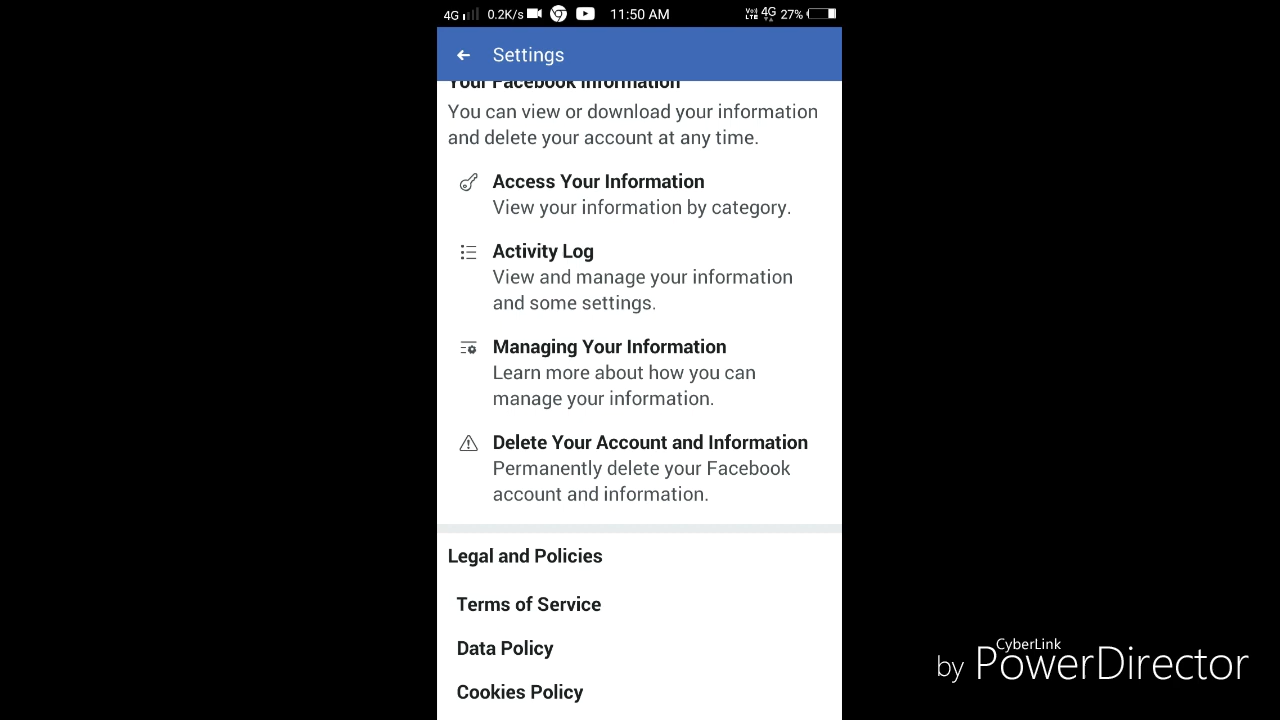 4G 0.2K/s 11:50 AM VoLTE 4G 27%
Settings
Your Facebook Information
You can view or download your information
and delete your account at any time.
Access Your Information
View your information by category.
Activity Log
View and manage your information
and some settings.
Managing Your Information
Learn more about how you can
manage your information.
Delete Your Account and Information
Permanently delete your Facebook
account and information.
Legal and Policies
Terms of Service
Data Policy
Cookies Policy
CyberLink
by PowerDirector